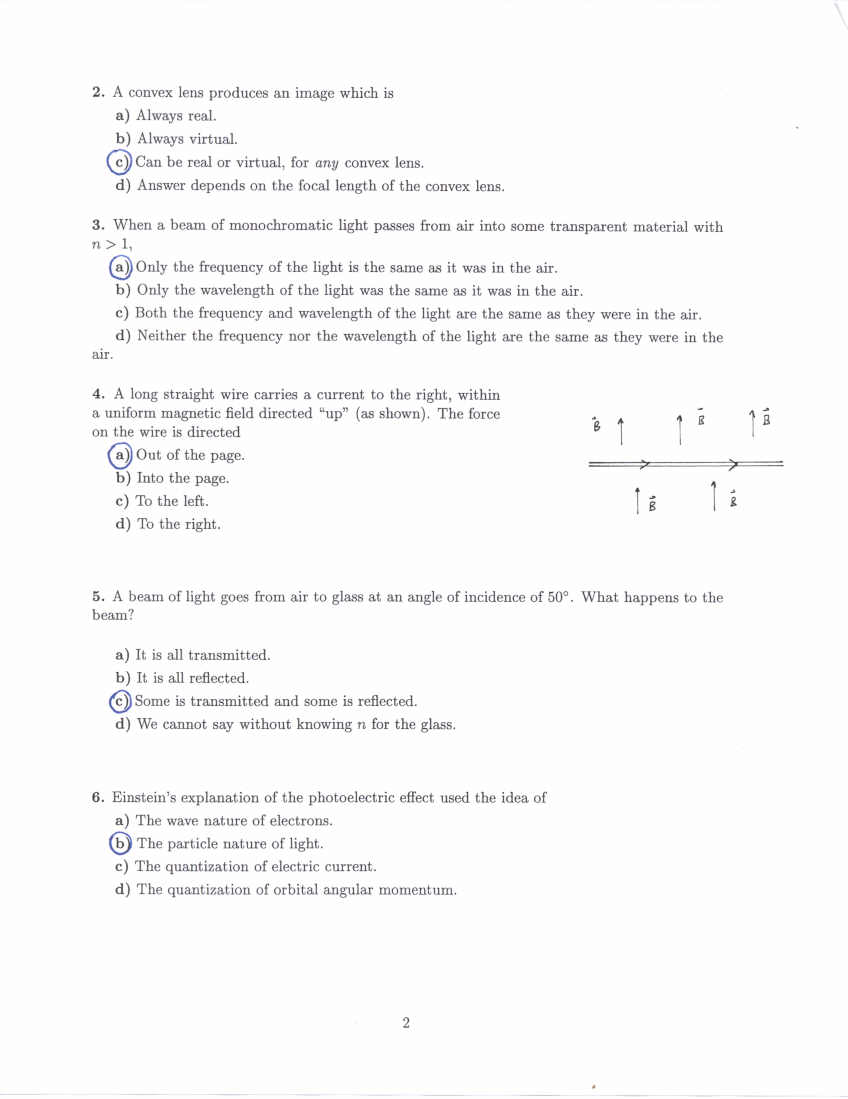 2. A convex lens produces an image which is
a) Always real.
b) Always virtual.
c) Can be real or virtual, for any convex lens.
d) Answer depends on the focal length of the convex lens.
3. When a beam of monochromatic light passes from air into some transparent material with
n > 1,
a) Only the frequency of the light is the same as it was in the air.
b) Only the wavelength of the light was the same as it was in the air.
c) Both the frequency and wavelength of the light are the same as they were in the air.
d) Neither the frequency nor the wavelength of the light are the same as they were in the
air.
4. A long straight wire carries a current to the right, within
a uniform magnetic field directed “up” (as shown). The force
on the wire is directed
a) Out of the page.
b) Into the page.
c) To the left.
d) To the right.
B⃗ B⃗ B⃗
B⃗ B⃗
5. A beam of light goes from air to glass at an angle of incidence of 50°. What happens to the
beam?
a) It is all transmitted.
b) It is all reflected.
c) Some is transmitted and some is reflected.
d) We cannot say without knowing n for the glass.
6. Einstein’s explanation of the photoelectric effect used the idea of
a) The wave nature of electrons.
b) The particle nature of light.
c) The quantization of electric current.
d) The quantization of orbital angular momentum.
2